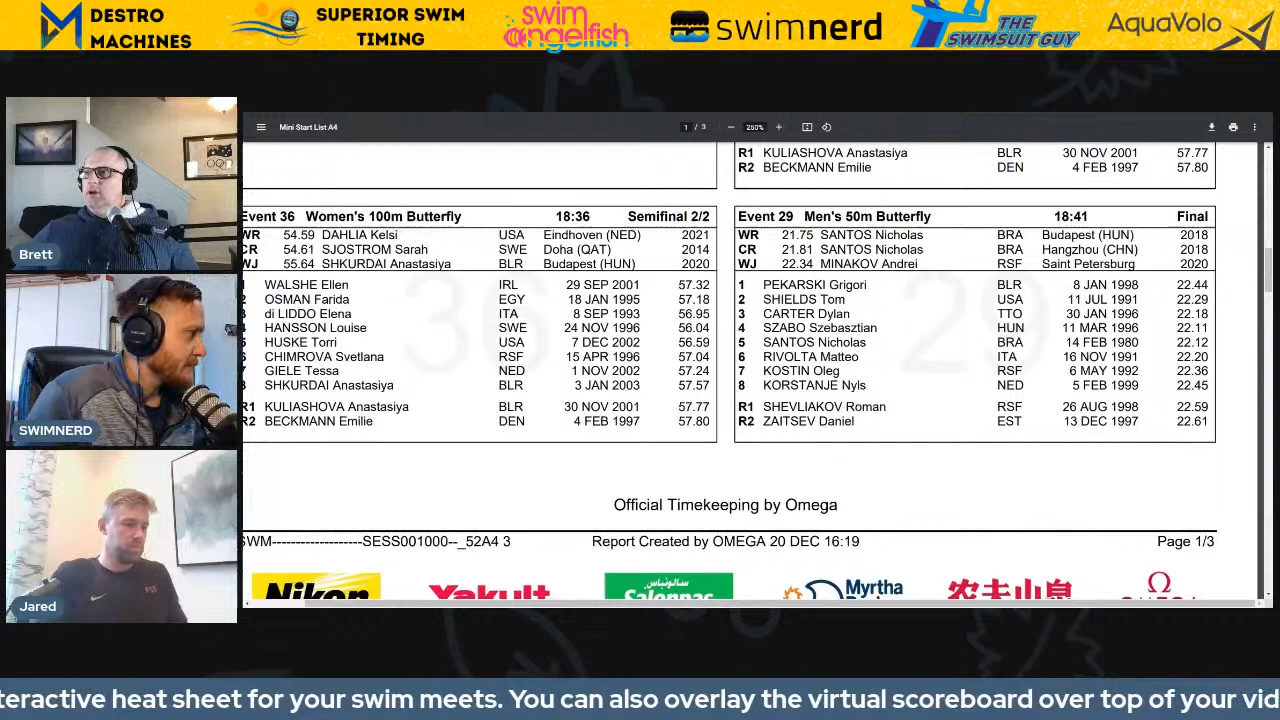 DESTRO
MACHINES
SUPERIOR SWIM
TIMING
swim
angelfish
swimnerd
THE
SWIMSUIT GUY
AquaVolo
Brett
SWIMNERD
Jared
Mini Start List A4
1 / 3
250%
R1 KULIASHOVA Anastasiya BLR 30 NOV 2001 57.77
R2 BECKMANN Emilie DEN 4 FEB 1997 57.80
Event 36 Women's 100m Butterfly 18:36 Semifinal 2/2
WR 54.59 DAHLIA Kelsi USA Eindhoven (NED) 2021
CR 54.61 SJOSTROM Sarah SWE Doha (QAT) 2014
WJ 55.64 SHKURDAI Anastasiya BLR Budapest (HUN) 2020
WALSHE Ellen IRL 29 SEP 2001 57.32
2 OSMAN Farida EGY 18 JAN 1995 57.18
3 di LIDDO Elena ITA 8 SEP 1993 56.95
4 HANSSON Louise SWE 24 NOV 1996 56.04
5 HUSKE Torri USA 7 DEC 2002 56.59
6 CHIMROVA Svetlana RSF 15 APR 1996 57.04
7 GIELE Tessa NED 1 NOV 2002 57.24
8 SHKURDAI Anastasiya BLR 3 JAN 2003 57.57
R1 KULIASHOVA Anastasiya BLR 30 NOV 2001 57.77
R2 BECKMANN Emilie DEN 4 FEB 1997 57.80
36
Event 29 Men's 50m Butterfly 18:41 Final
WR 21.75 SANTOS Nicholas BRA Budapest (HUN) 2018
CR 21.81 SANTOS Nicholas BRA Hangzhou (CHN) 2018
WJ 22.34 MINAKOV Andrei RSF Saint Petersburg 2020
1 PEKARSKI Grigori BLR 8 JAN 1998 22.44
2 SHIELDS Tom USA 11 JUL 1991 22.29
3 CARTER Dylan TTO 30 JAN 1996 22.18
4 SZABO Szebasztian HUN 11 MAR 1996 22.11
5 SANTOS Nicholas BRA 14 FEB 1980 22.12
6 RIVOLTA Matteo ITA 16 NOV 1991 22.20
7 KOSTIN Oleg RSF 6 MAY 1992 22.36
8 KORSTANJE Nyls NED 5 FEB 1999 22.45
R1 SHEVLIAKOV Roman RSF 26 AUG 1998 22.59
R2 ZAITSEV Daniel EST 13 DEC 1997 22.61
29
Official Timekeeping by Omega
SWM-------------------SESS001000--_52A4 3 Report Created by OMEGA 20 DEC 16:19 Page 1/3
Nikon
Yakult
سالونباس
Salonpas
Myrtha
农夫山泉
Ω
teractive heat sheet for your swim meets. You can also overlay the virtual scoreboard over top of your vid